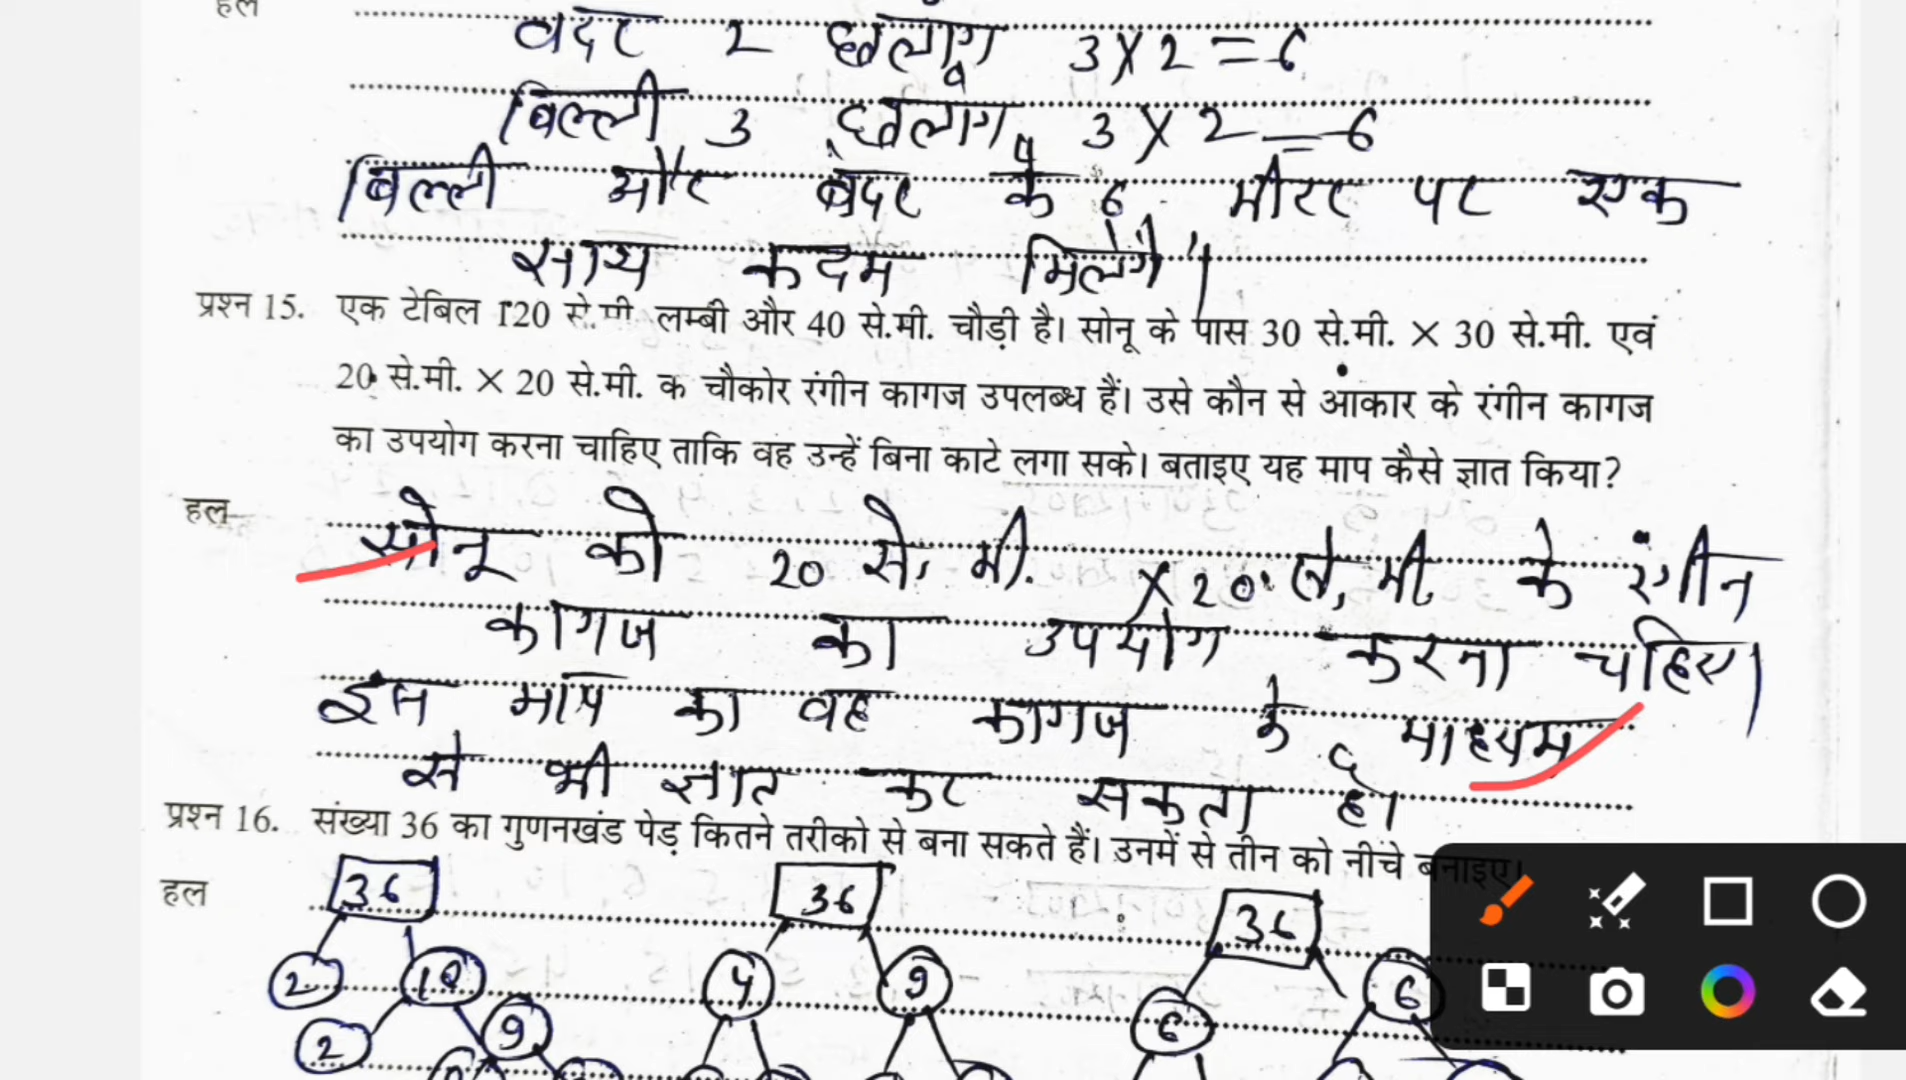 हल
बंदर 2 छलांग 3×2=6
बिल्ली 3 छलांग 3×2=6
बिल्ली और बंदर के 6 मीटर पर एक
साथ कदम मिलेंगे।
प्रश्न 15. एक टेबिल 120 से.मी. लम्बी और 40 से.मी. चौड़ी है। सोनू के पास 30 से.मी. × 30 से.मी. एवं
20 से.मी. × 20 से.मी. क चौकोर रंगीन कागज उपलब्ध हैं। उसे कौन से आकार के रंगीन कागज
का उपयोग करना चाहिए ताकि वह उन्हें बिना काटे लगा सके। बताइए यह माप कैसे ज्ञात किया?
हल सोनू को 20 से. मी. ×20 से. मी. के रंगीन
कागज का उपयोग करना चहिए।
इस माप का वह कागज के माध्यम
से भी ज्ञात कर सकता है।
प्रश्न 16. संख्या 36 का गुणनखंड पेड़ कितने तरीको से बना सकते हैं। उनमें से तीन को नीचे बनाइए।
हल 36 36 36
2 18 4 9 6 6
2 9